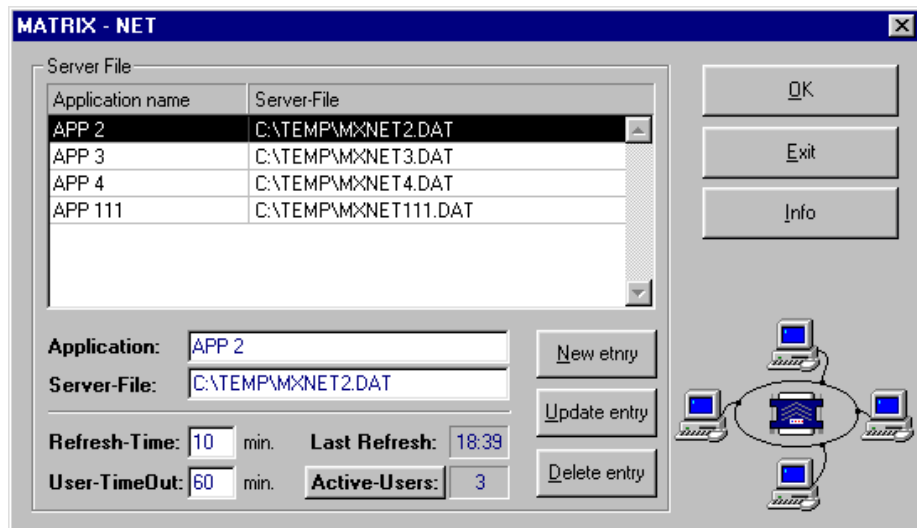 MATRIX - NET
Server File
Application name Server-File
APP 2 C:\TEMP\MXNET2.DAT
APP 3 C:\TEMP\MXNET3.DAT
APP 4 C:\TEMP\MXNET4.DAT
APP 111 C:\TEMP\MXNET111.DAT
OK
Exit
Info
Application: APP 2
Server-File: C:\TEMP\MXNET2.DAT
New etnry
Update entry
Delete entry
Refresh-Time: 10 min. Last Refresh: 18:39
User-TimeOut: 60 min. Active-Users: 3